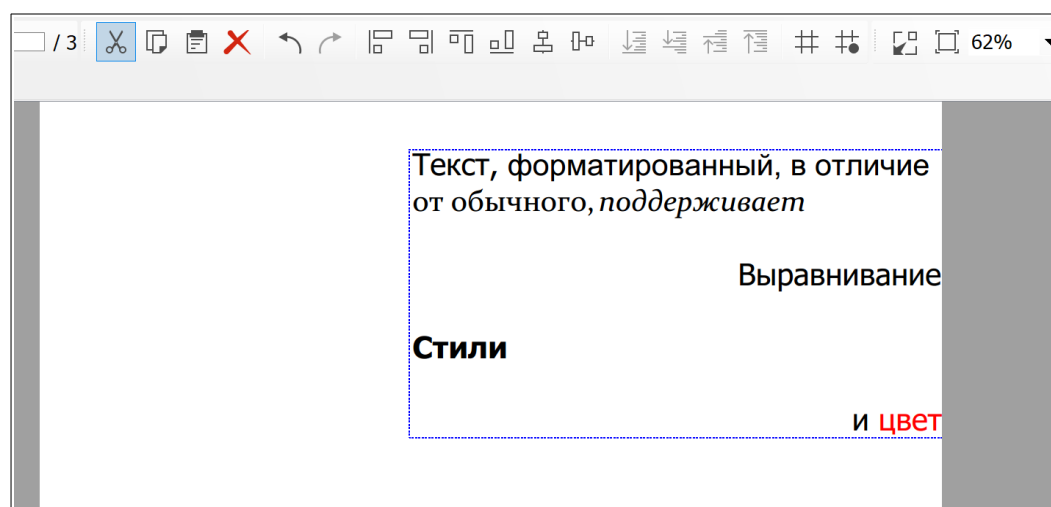 / 3
62%
Текст, форматированный, в отличие
от обычного, поддерживает
Выравнивание
Стили
и цвет